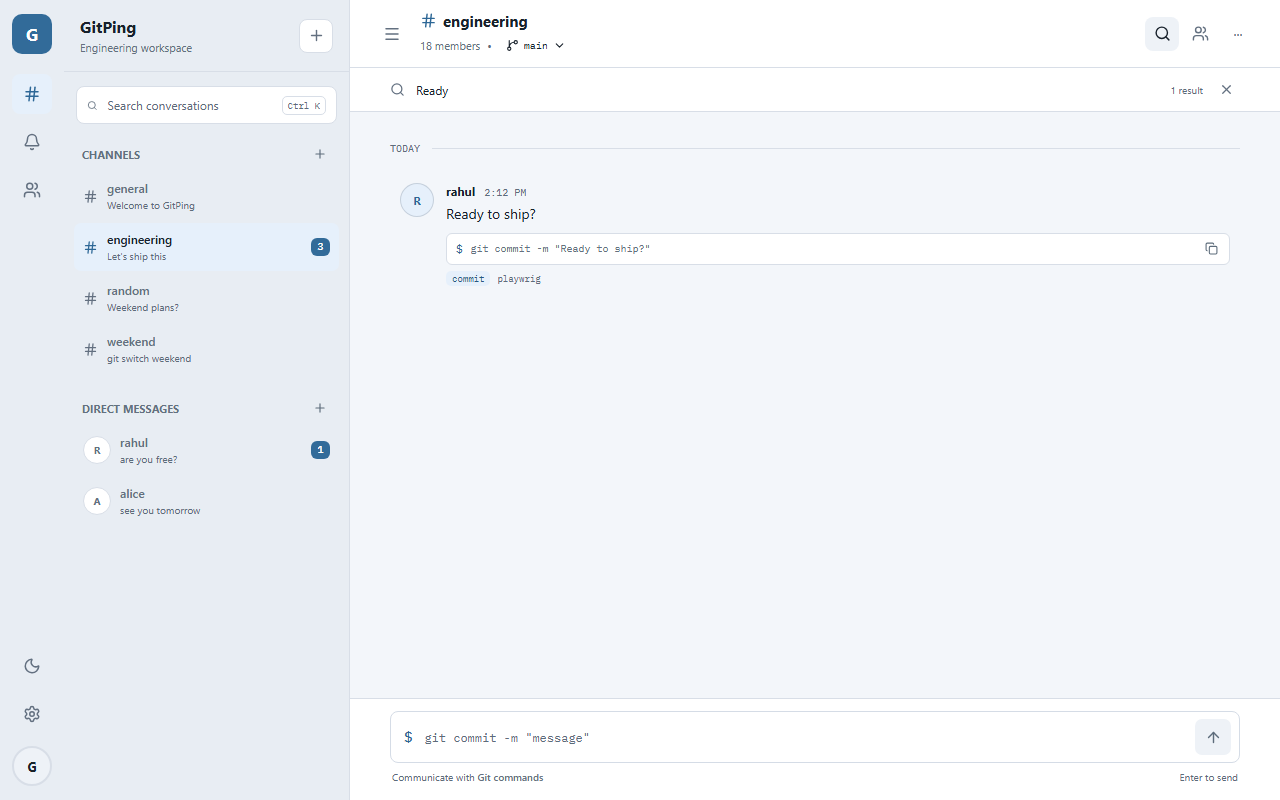 G
GitPing
Engineering workspace
Search conversations
Ctrl K
CHANNELS
general
Welcome to GitPing
engineering
Let's ship this
3
random
Weekend plans?
weekend
git switch weekend
DIRECT MESSAGES
R
rahul
are you free?
1
A
alice
see you tomorrow
G
# engineering
18 members • main
Ready
1 result
TODAY
R
rahul 2:12 PM
Ready to ship?
$ git commit -m "Ready to ship?"
commit playwrig
$ git commit -m "message"
Communicate with Git commands
Enter to send